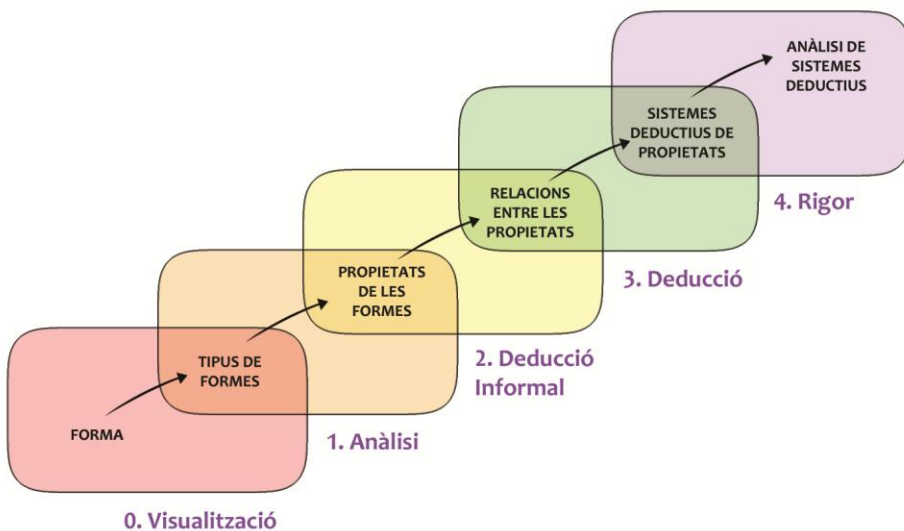 ANÀLISI DE
SISTEMES
DEDUCTIUS
SISTEMES
DEDUCTIUS DE
PROPIETATS
4. Rigor
RELACIONS
ENTRE LES
PROPIETATS
3. Deducció
PROPIETATS
DE LES
FORMES
2. Deducció
Informal
TIPUS DE
FORMES
1. Anàlisi
FORMA
0. Visualització